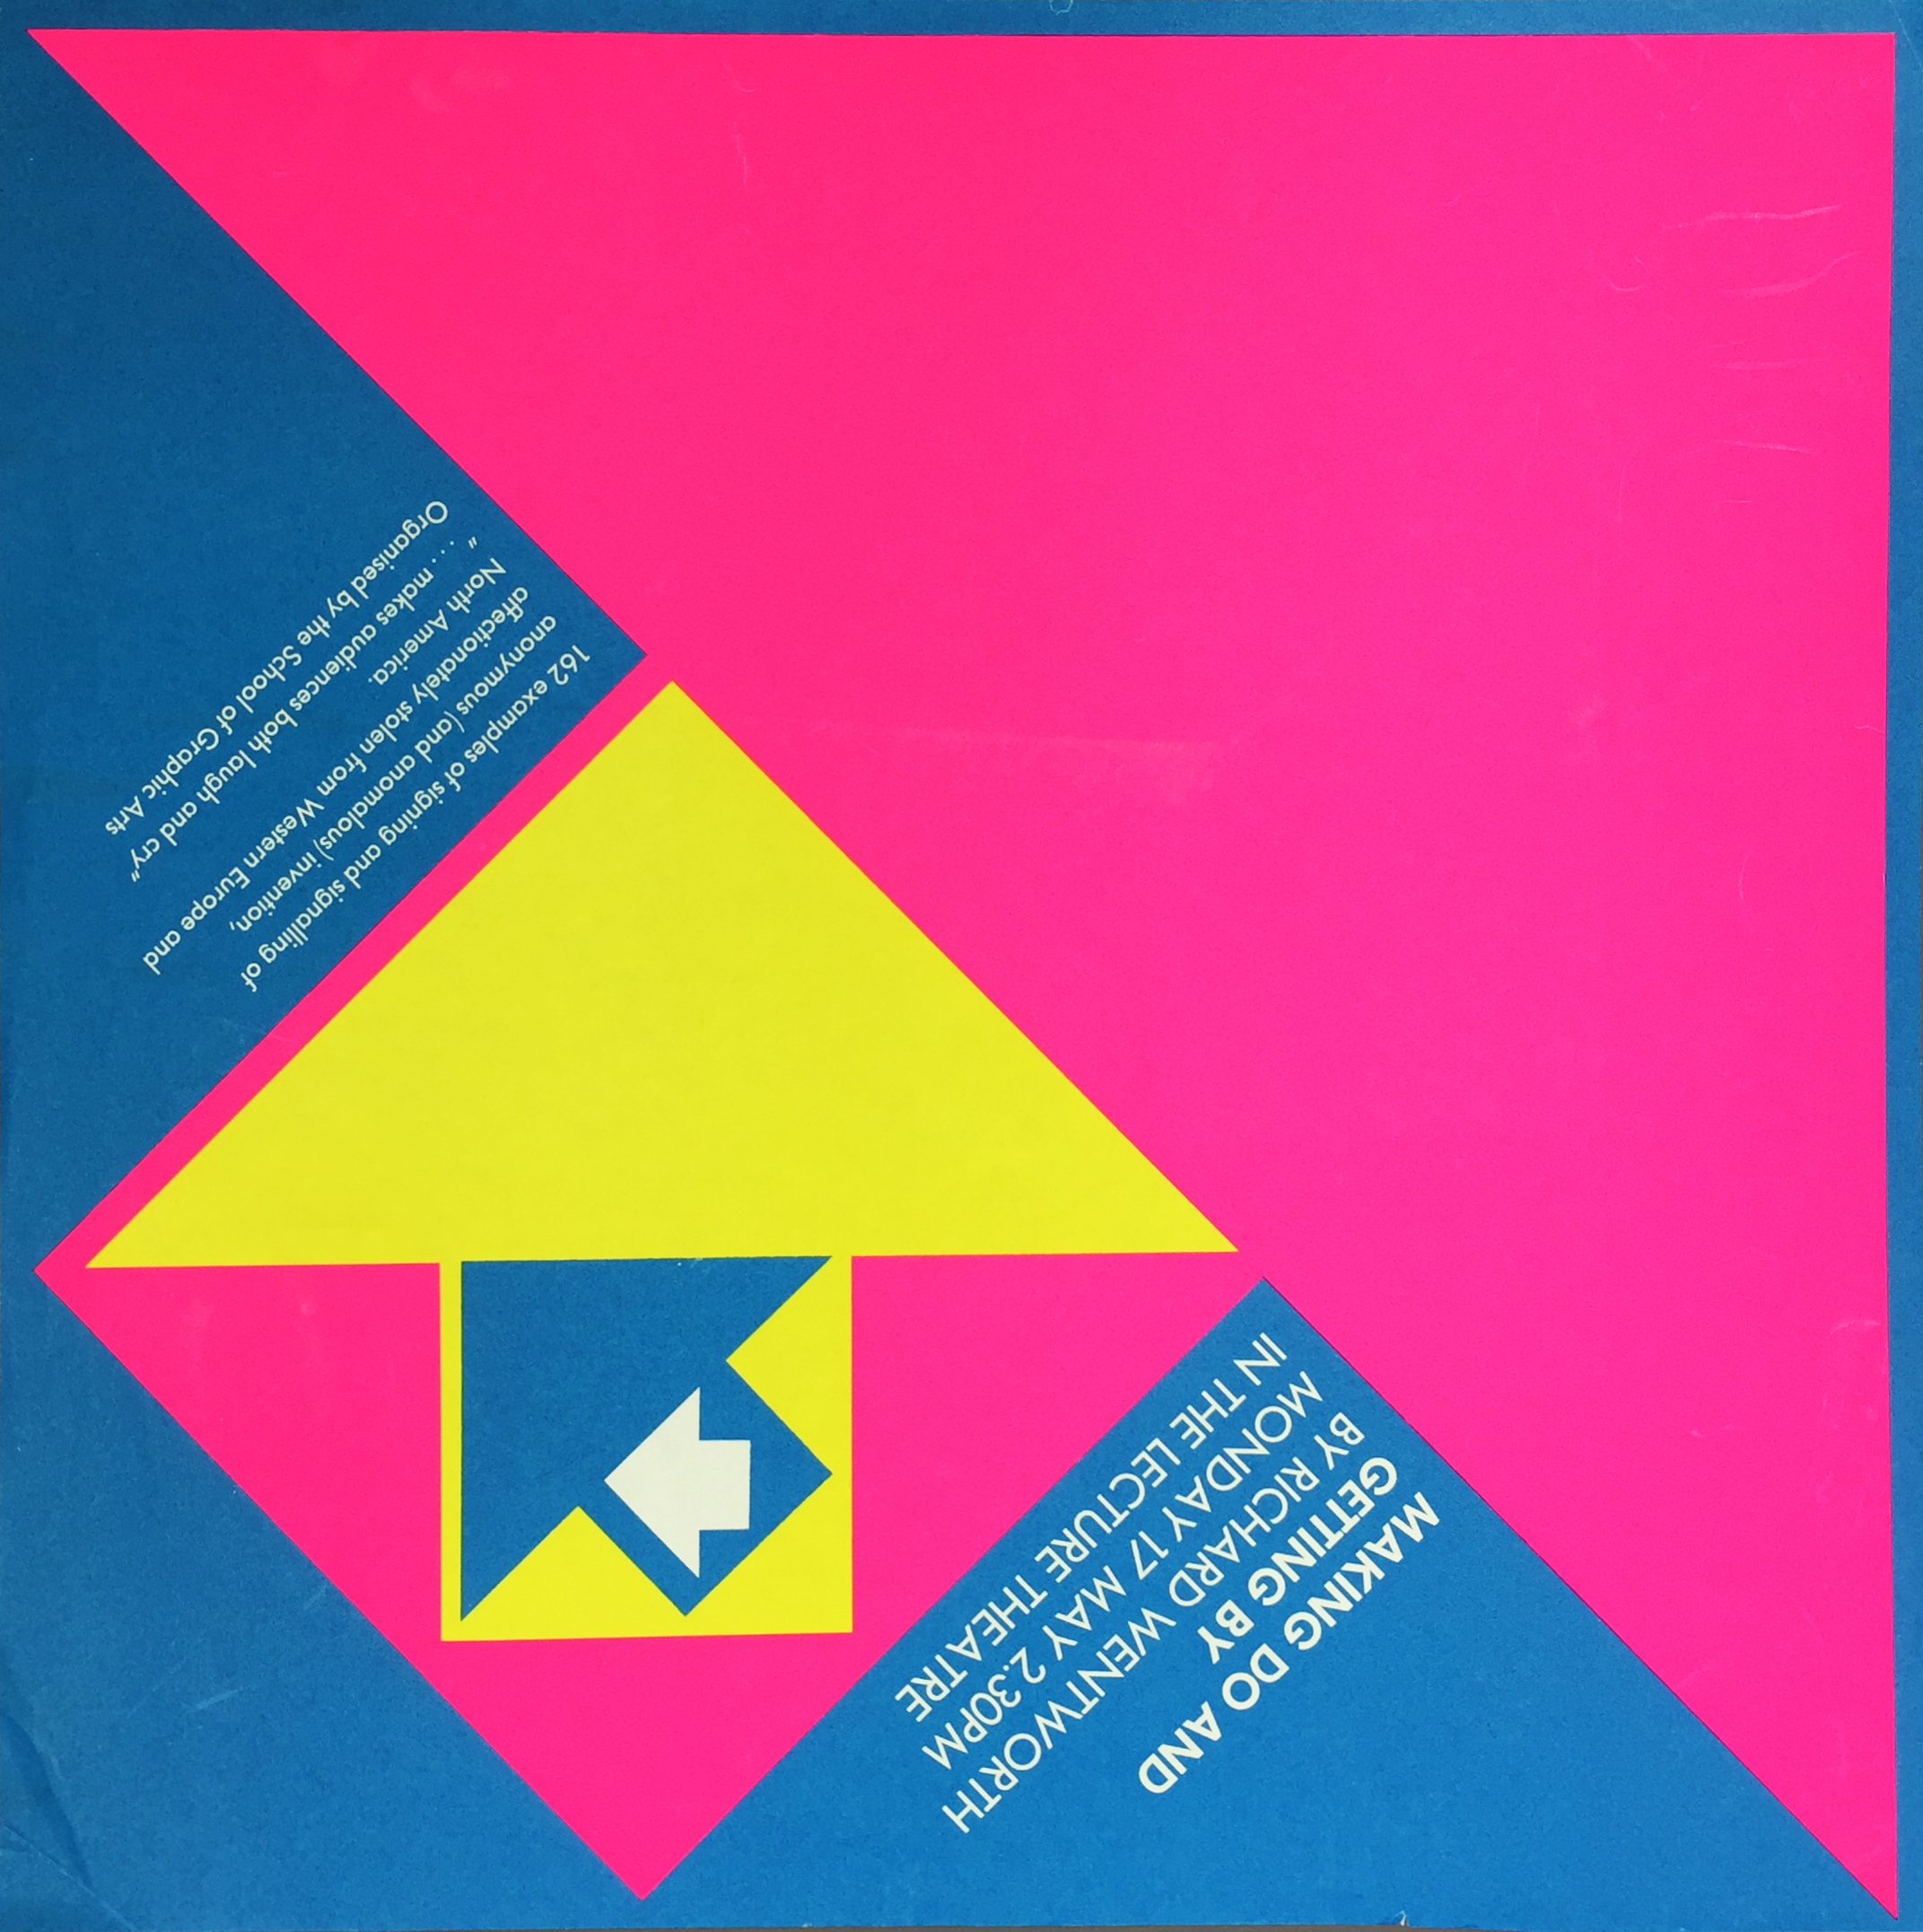 MAKING DO AND
GETTING BY
BY RICHARD WENTWORTH
MONDAY 17 MAY 2.30PM
IN THE LECTURE THEATRE
162 examples of signing and signalling of
anonymous (and anomalous) invention,
affectionately stolen from Western Europe and
North America.
"... makes audiences both laugh and cry"
Organised by the School of Graphic Arts